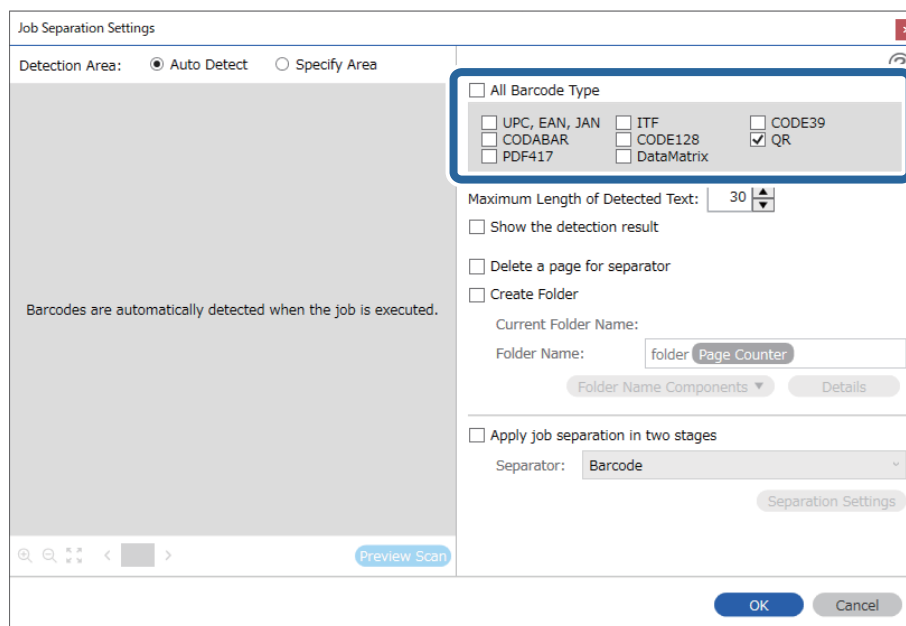 Job Separation Settings
Detection Area: Auto Detect Specify Area
All Barcode Type
UPC, EAN, JAN ITF CODE39
CODABAR CODE128 QR
PDF417 DataMatrix
Maximum Length of Detected Text: 30
Show the detection result
Delete a page for separator
Create Folder
Barcodes are automatically detected when the job is executed.
Current Folder Name:
Folder Name: folder Page Counter
Folder Name Components Details
Apply job separation in two stages
Separator: Barcode
Separation Settings
Preview Scan
OK Cancel